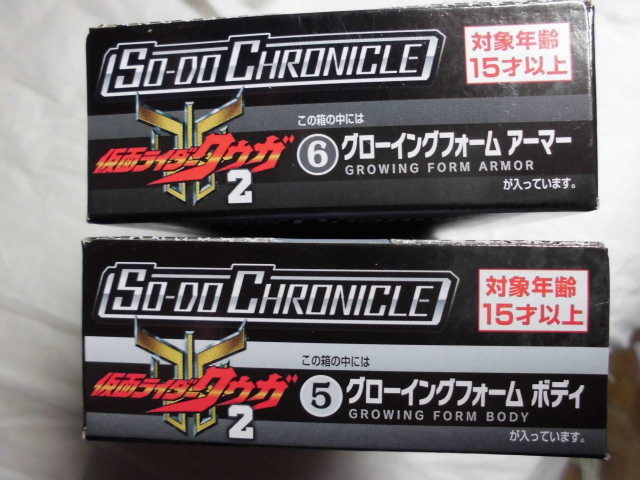 SO-DO CHRONICLE
対象年齢
15才以上
仮面ライダークウガ
2
この箱の中には
⑥グローイングフォーム アーマー
GROWING FORM ARMOR
が入っています。
SO-DO CHRONICLE
対象年齢
15才以上
仮面ライダークウガ
2
この箱の中には
⑤グローイングフォーム ボディ
GROWING FORM BODY
が入っています。